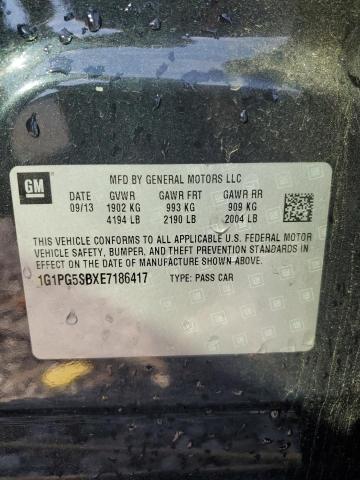 GM
MFD BY GENERAL MOTORS LLC
DATE GVWR GAWR FRT GAWR RR
09/13 1902 KG 993 KG 909 KG
4194 LB 2190 LB 2004 LB
THIS VEHICLE CONFORMS TO ALL APPLICABLE U.S. FEDERAL MOTOR
VEHICLE SAFETY, BUMPER, AND THEFT PREVENTION STANDARDS IN
EFFECT ON THE DATE OF MANUFACTURE SHOWN ABOVE.
1G1PG5SBXE7186417 TYPE: PASS CAR